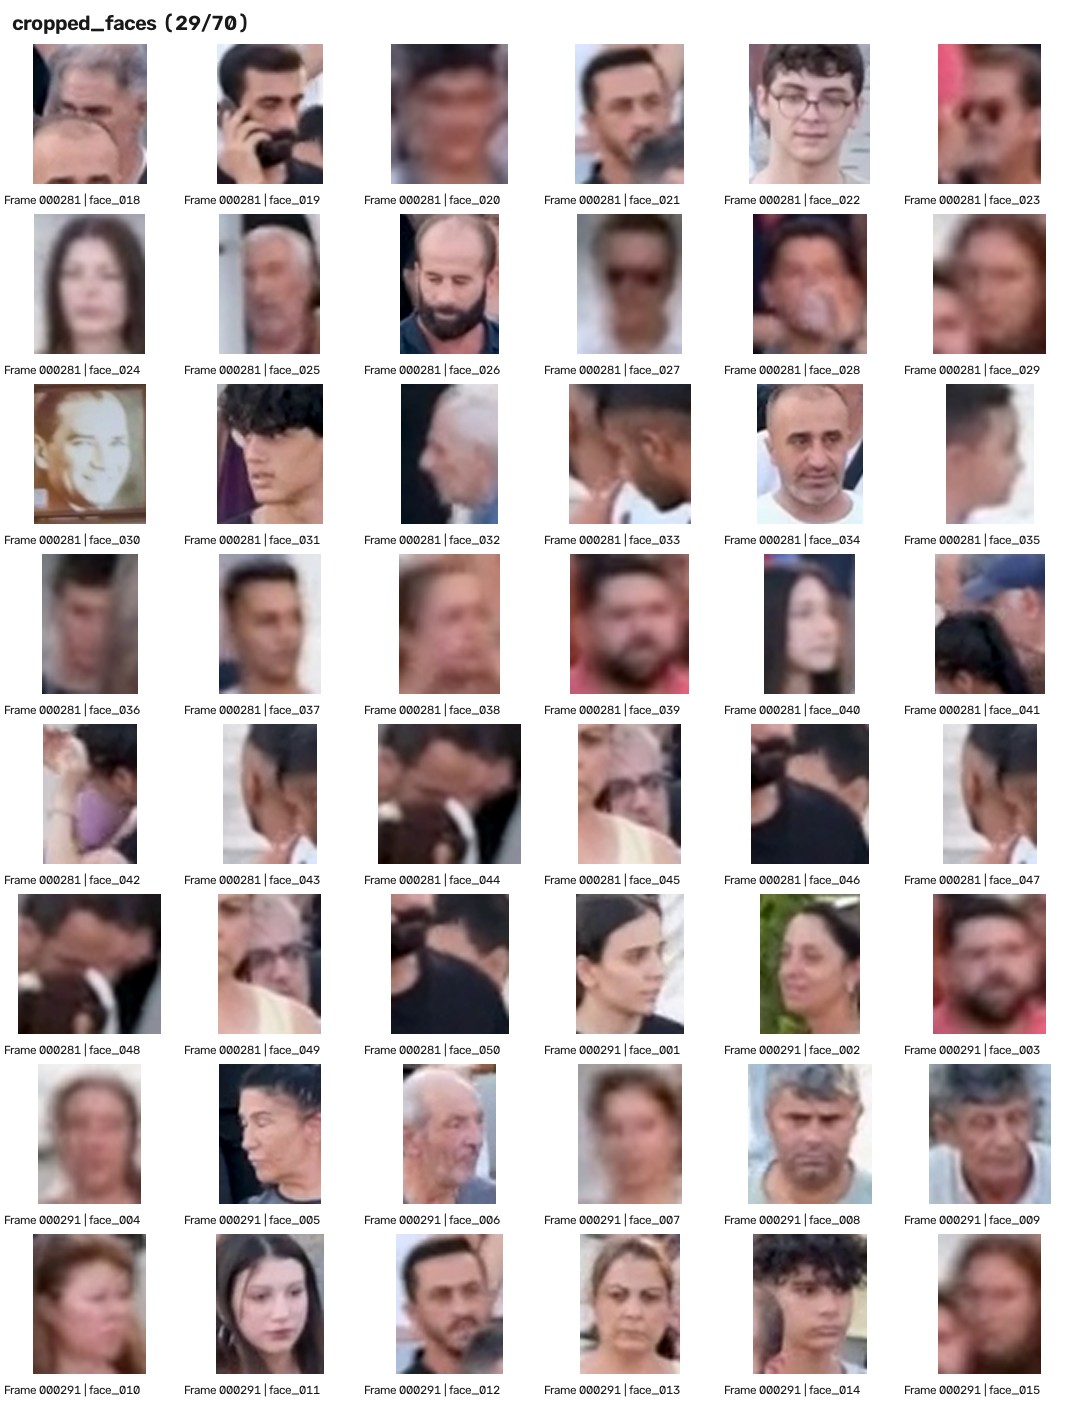 cropped_faces (29/70)
Frame 000281 | face_018
Frame 000281 | face_019
Frame 000281 | face_020
Frame 000281 | face_021
Frame 000281 | face_022
Frame 000281 | face_023
Frame 000281 | face_024
Frame 000281 | face_025
Frame 000281 | face_026
Frame 000281 | face_027
Frame 000281 | face_028
Frame 000281 | face_029
Frame 000281 | face_030
Frame 000281 | face_031
Frame 000281 | face_032
Frame 000281 | face_033
Frame 000281 | face_034
Frame 000281 | face_035
Frame 000281 | face_036
Frame 000281 | face_037
Frame 000281 | face_038
Frame 000281 | face_039
Frame 000281 | face_040
Frame 000281 | face_041
Frame 000281 | face_042
Frame 000281 | face_043
Frame 000281 | face_044
Frame 000281 | face_045
Frame 000281 | face_046
Frame 000281 | face_047
Frame 000281 | face_048
Frame 000281 | face_049
Frame 000281 | face_050
Frame 000291 | face_001
Frame 000291 | face_002
Frame 000291 | face_003
Frame 000291 | face_004
Frame 000291 | face_005
Frame 000291 | face_006
Frame 000291 | face_007
Frame 000291 | face_008
Frame 000291 | face_009
Frame 000291 | face_010
Frame 000291 | face_011
Frame 000291 | face_012
Frame 000291 | face_013
Frame 000291 | face_014
Frame 000291 | face_015